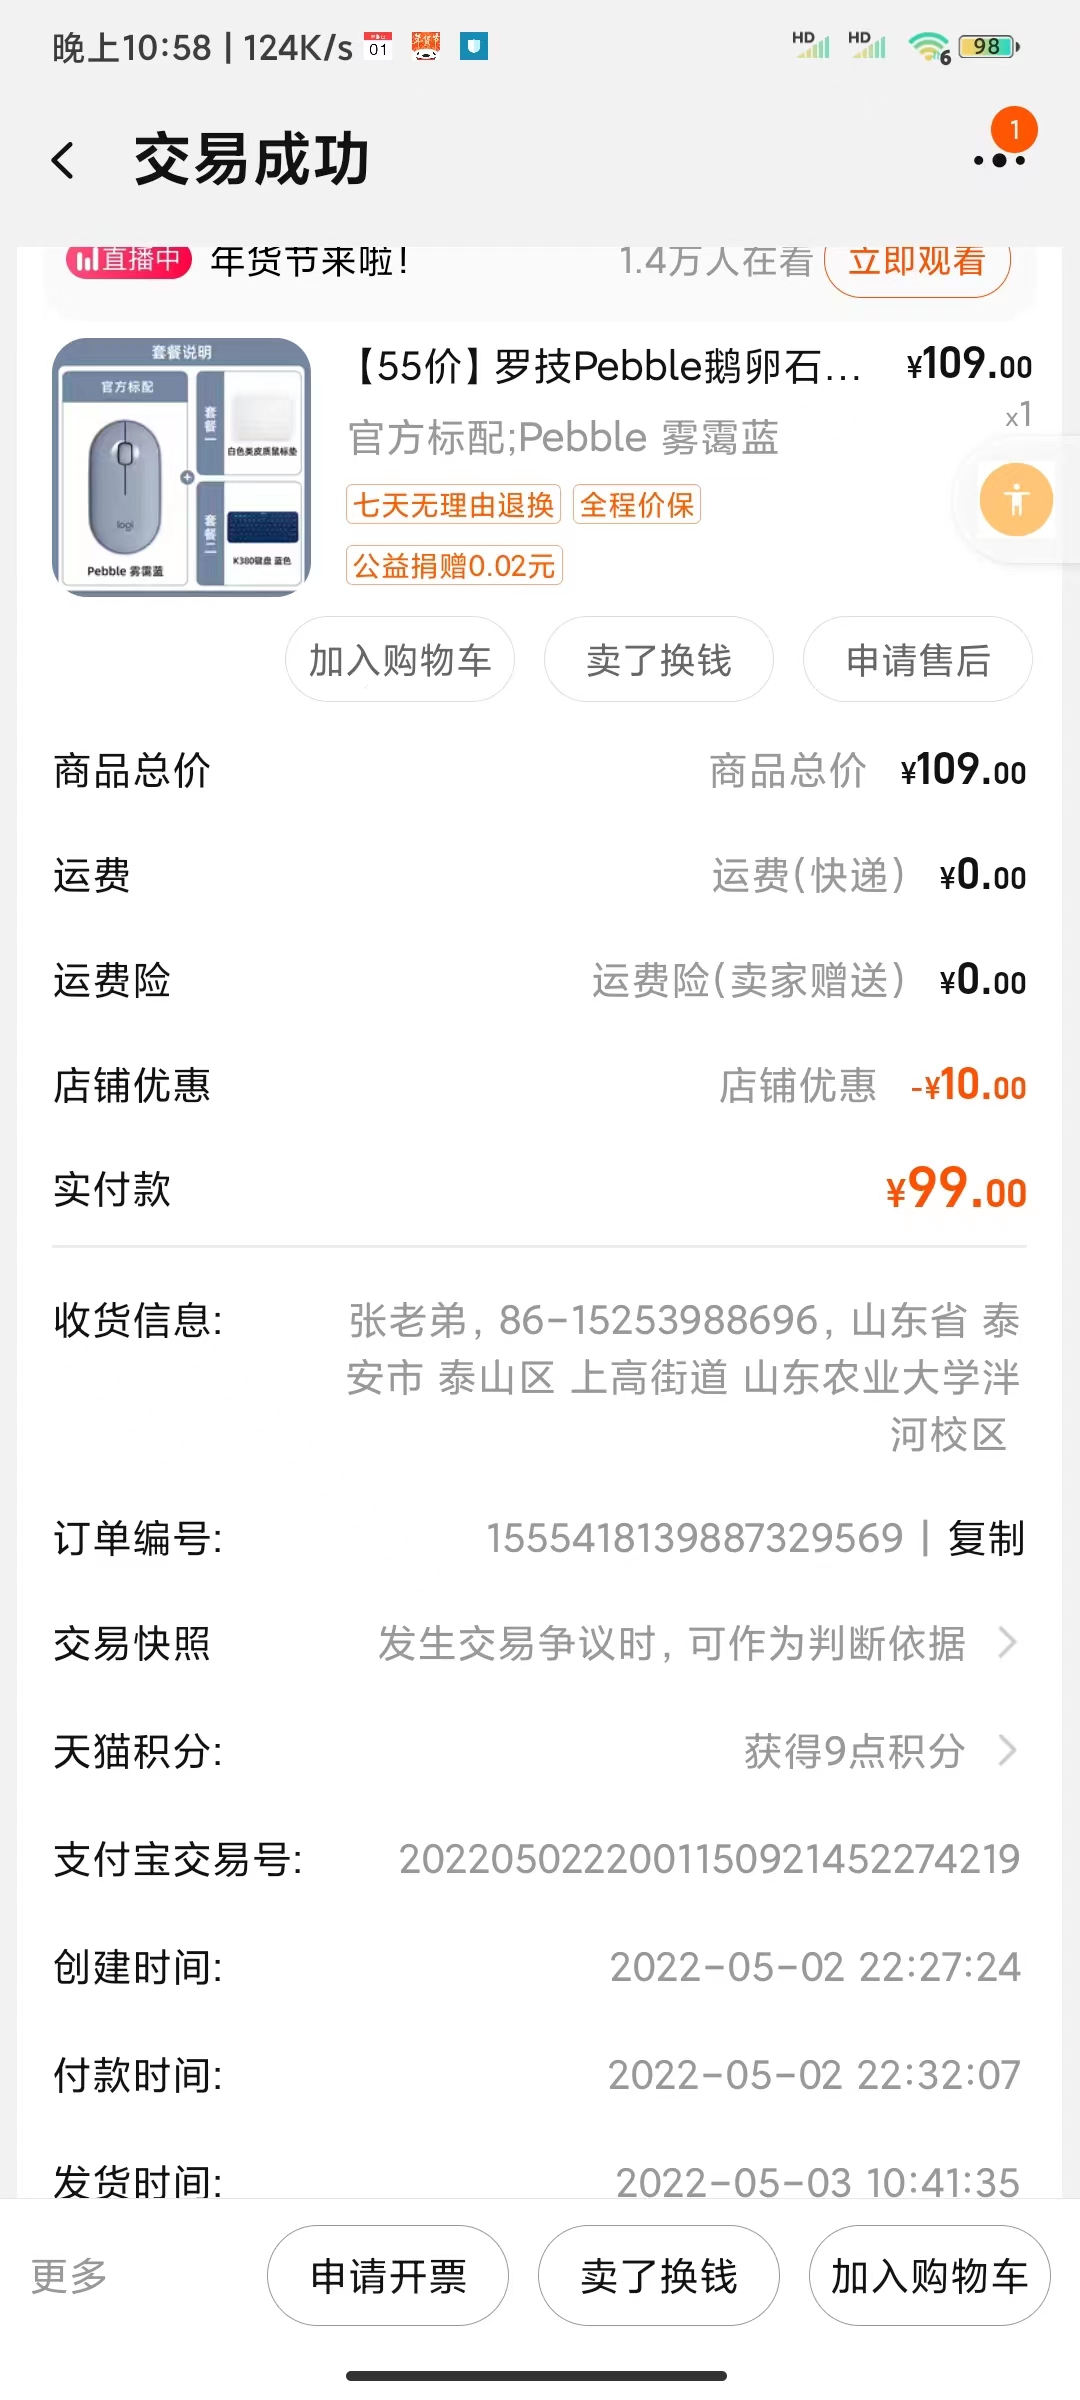 晚上10:58 | 124K/s
01
HD
HD
6
98
交易成功
1
直播中 年货节来啦! 1.4万人在看 立即观看
套餐说明
官方标配
套餐一
白色类皮质鼠标垫
logi
套餐二
K380键盘 蓝色
Pebble 雾霭蓝
【55价】罗技Pebble鹅卵石... ¥109.00
x1
官方标配;Pebble 雾霭蓝
七天无理由退换 全程价保
公益捐赠0.02元
加入购物车 卖了换钱 申请售后
商品总价 商品总价 ¥109.00
运费 运费(快递) ¥0.00
运费险 运费险(卖家赠送) ¥0.00
店铺优惠 店铺优惠 -¥10.00
实付款 ¥99.00
收货信息: 张老弟, 86-15253988696, 山东省 泰
安市 泰山区 上高街道 山东农业大学泮
河校区
订单编号: 1555418139887329569 | 复制
交易快照 发生交易争议时, 可作为判断依据
天猫积分: 获得9点积分
支付宝交易号: 2022050222001150921452274219
创建时间: 2022-05-02 22:27:24
付款时间: 2022-05-02 22:32:07
发货时间: 2022-05-03 10:41:35
更多 申请开票 卖了换钱 加入购物车